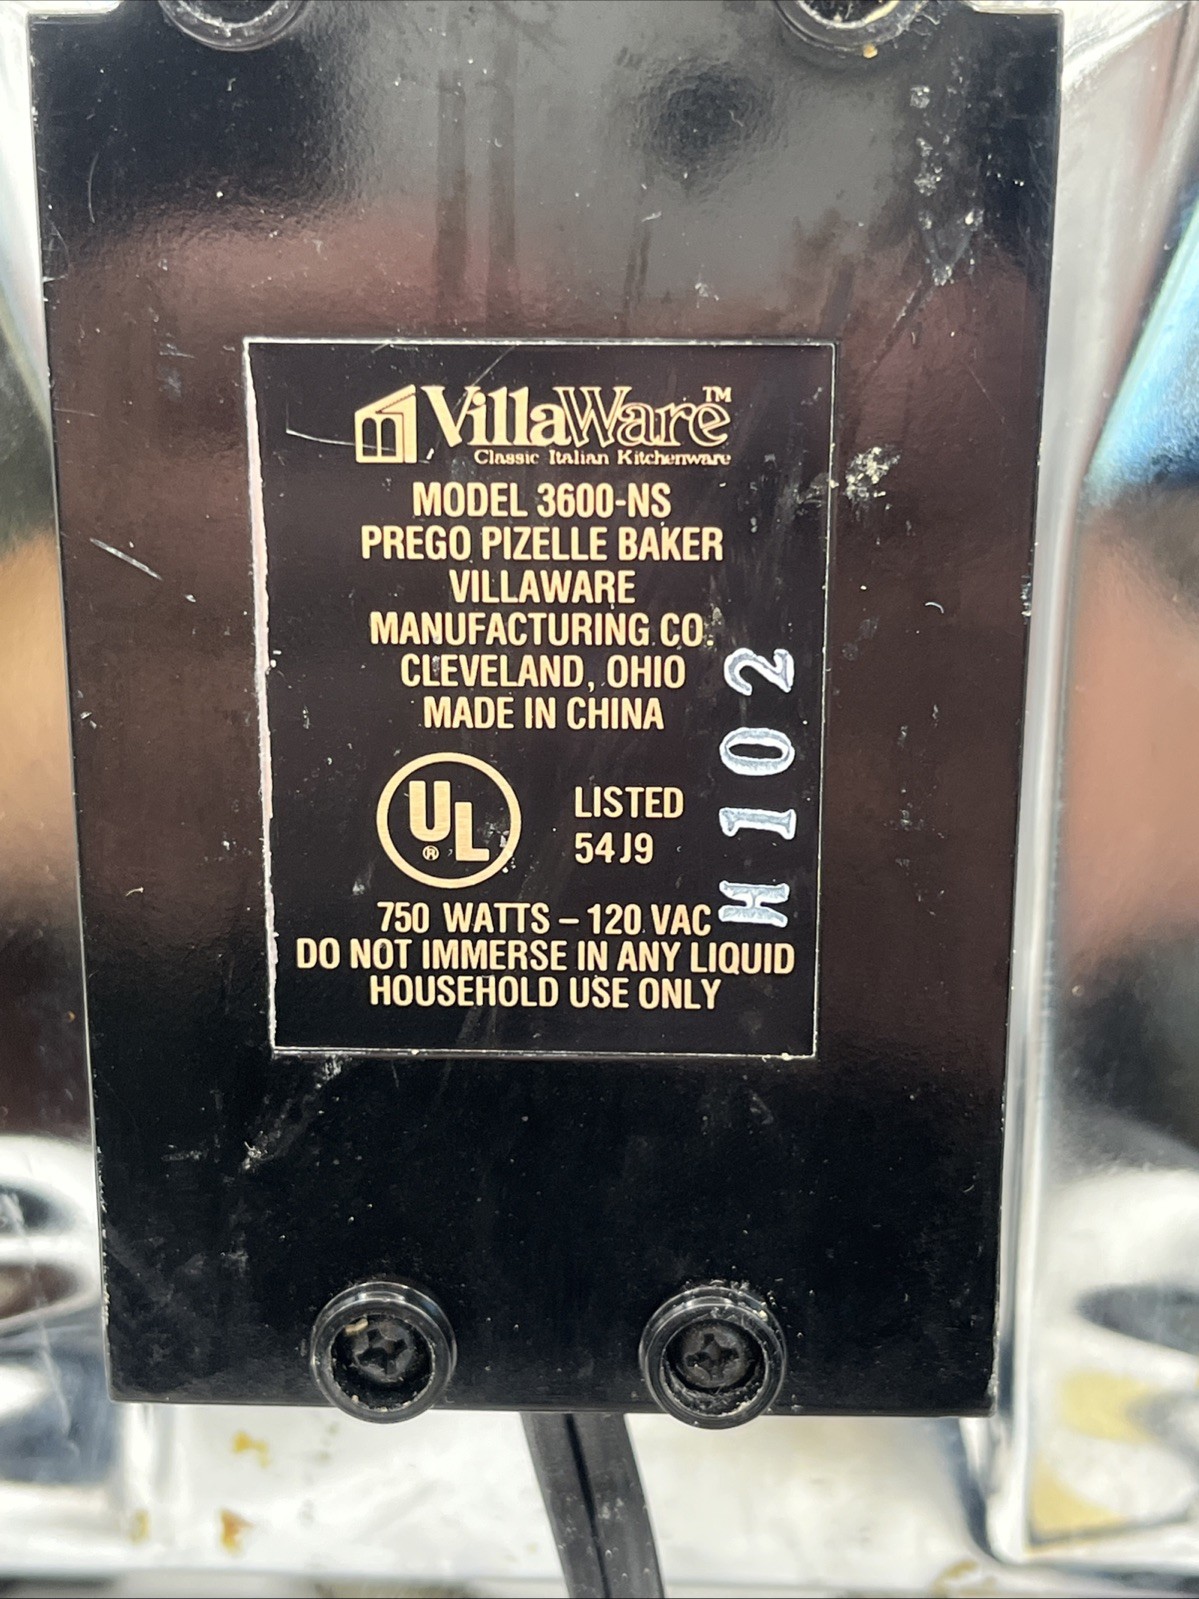 VillaWare™
Classic Italian Kitchenware
MODEL 3600-NS
PREGO PIZELLE BAKER
VILLAWARE
MANUFACTURING CO.
CLEVELAND, OHIO
MADE IN CHINA
UL ®
LISTED
54J9
750 WATTS – 120 VAC
DO NOT IMMERSE IN ANY LIQUID
HOUSEHOLD USE ONLY
H102